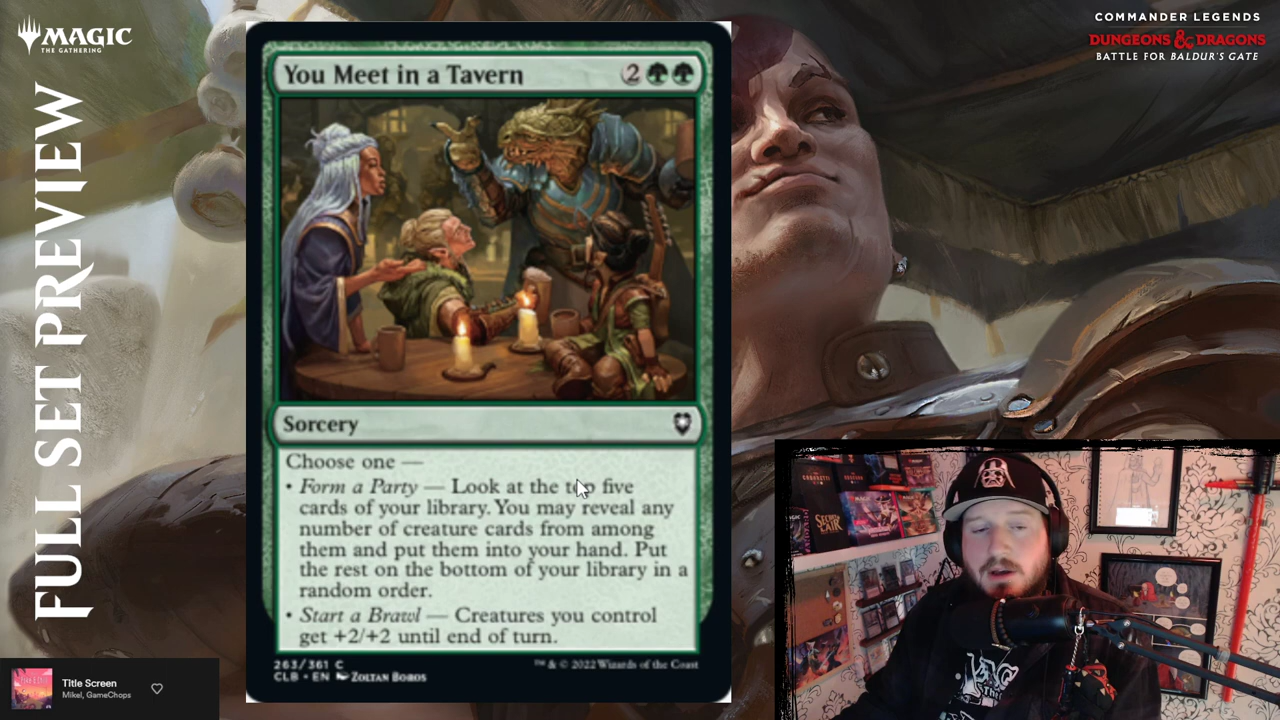 MAGIC
THE GATHERING
FULL SET PREVIEW
COMMANDER LEGENDS
DUNGEONS & DRAGONS
BATTLE FOR BALDUR'S GATE
You Meet in a Tavern 2
Sorcery
Choose one —
• Form a Party — Look at the top five
cards of your library. You may reveal any
number of creature cards from among
them and put them into your hand. Put
the rest on the bottom of your library in a
random order.
• Start a Brawl — Creatures you control
get +2/+2 until end of turn.
263/361 C
CLB • EN Zoltan Boros
™ & © 2022 Wizards of the Coast
Title Screen
Mikel, GameChops
SECRET
LAIR